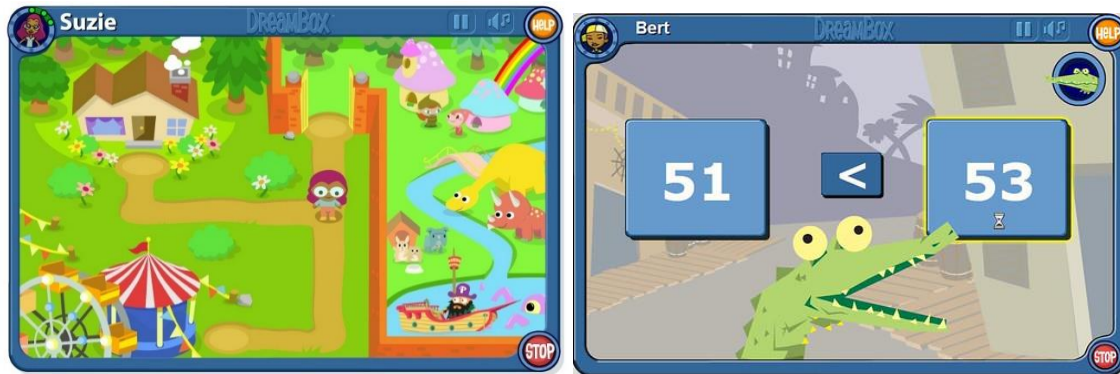 Suzie
DREAMBOX
HELP
STOP
Bert
DREAMBOX
HELP
51 < 53
STOP